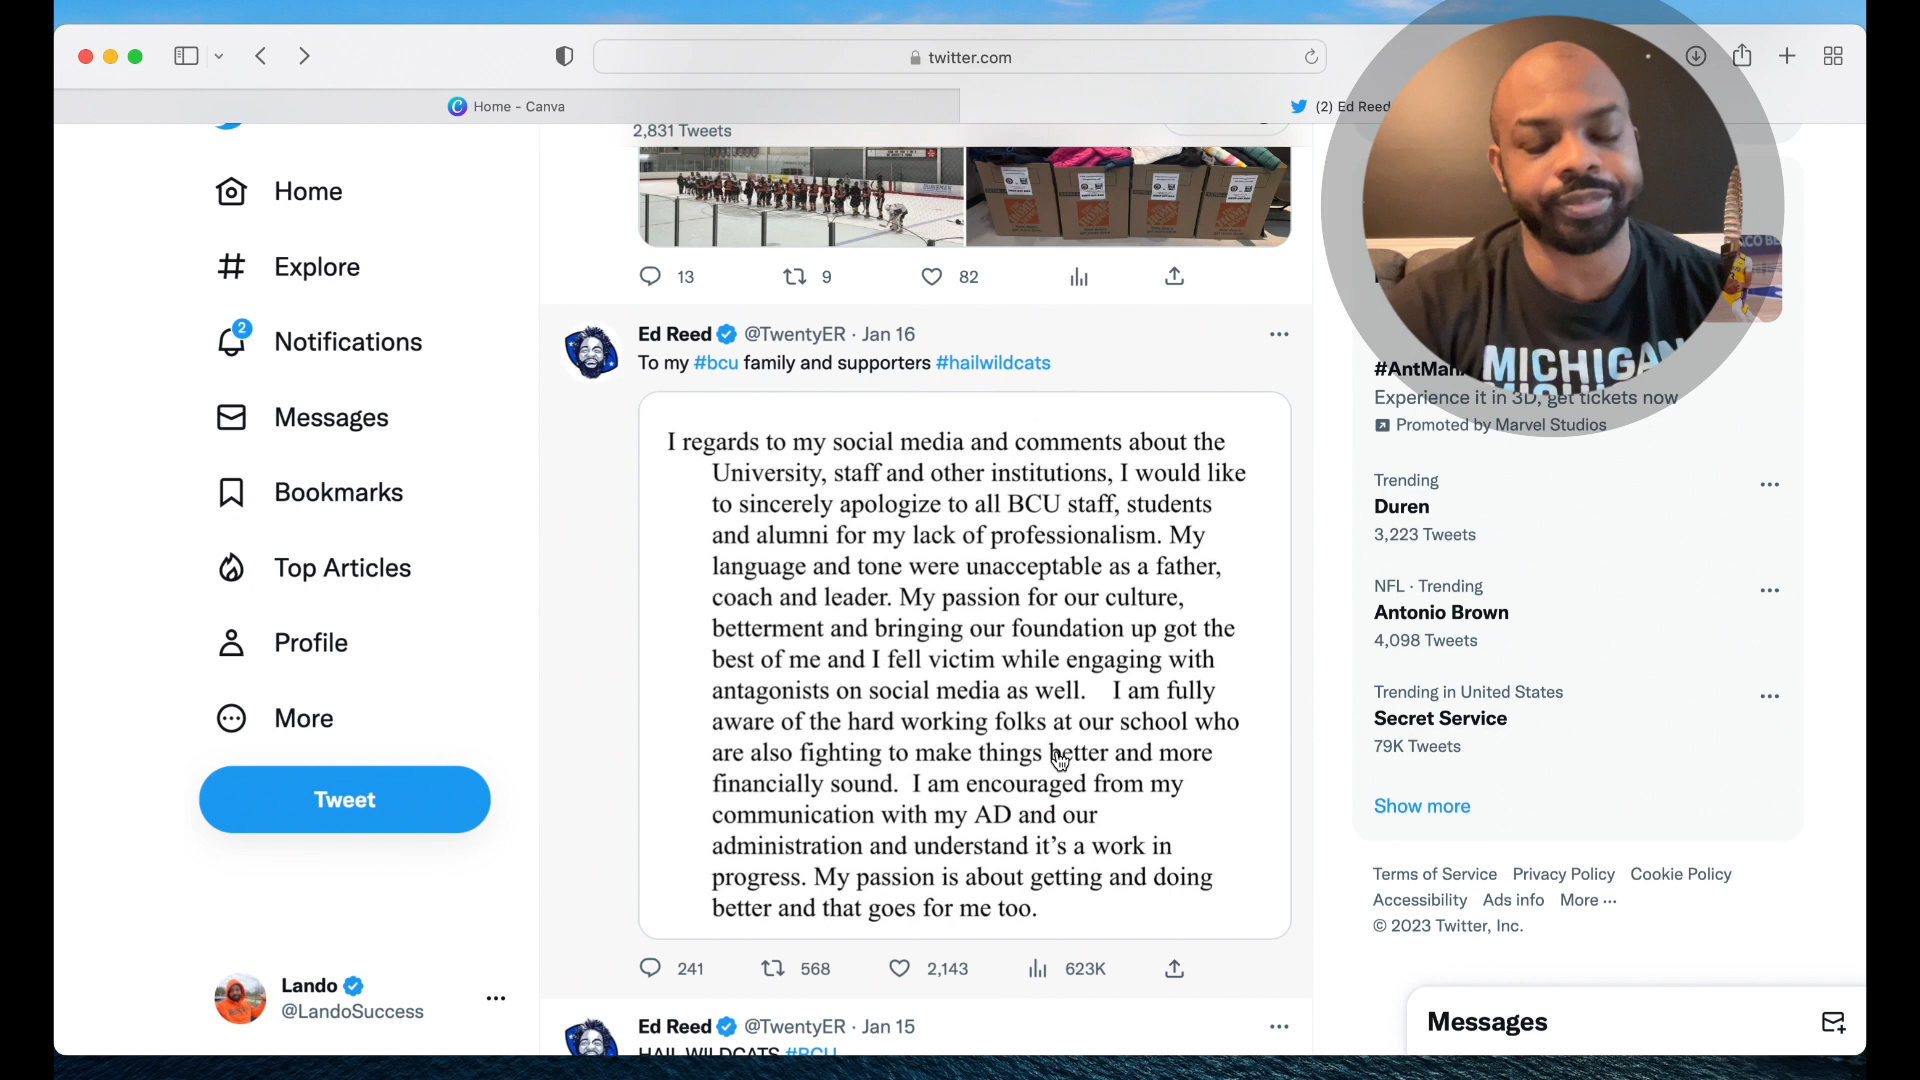 twitter.com
Home - Canva
(2) Ed Reed
2,831 Tweets
Home
Explore
2
Notifications
Messages
Bookmarks
Top Articles
Profile
More
Tweet
Lando
@LandoSuccess
13
9
82
Ed Reed @TwentyER · Jan 16
To my #bcu family and supporters #hailwildcats
I regards to my social media and comments about the
University, staff and other institutions, I would like
to sincerely apologize to all BCU staff, students
and alumni for my lack of professionalism. My
language and tone were unacceptable as a father,
coach and leader. My passion for our culture,
betterment and bringing our foundation up got the
best of me and I fell victim while engaging with
antagonists on social media as well. I am fully
aware of the hard working folks at our school who
are also fighting to make things better and more
financially sound. I am encouraged from my
communication with my AD and our
administration and understand it's a work in
progress. My passion is about getting and doing
better and that goes for me too.
241
568
2,143
623K
Ed Reed @TwentyER · Jan 15
HAIL WILDCATS #BCU
MICHIGAN
Experience it in 3D, get tickets now
Promoted by Marvel Studios
Trending
Duren
3,223 Tweets
NFL · Trending
Antonio Brown
4,098 Tweets
Trending in United States
Secret Service
79K Tweets
Show more
Terms of Service Privacy Policy Cookie Policy
Accessibility Ads info More ...
© 2023 Twitter, Inc.
Messages